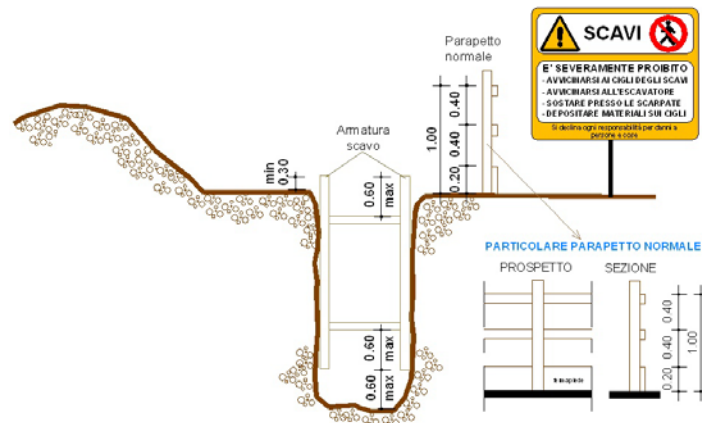 SCAVI
E' SEVERAMENTE PROIBITO
- AVVICINARSI AI CIGLI DEGLI SCAVI
- AVVICINARSI ALL'ESCAVATORE
- SOSTARE PRESSO LE SCARPATE
- DEPOSITARE MATERIALI SUI CIGLI
Si declina ogni responsabilità per danni a
persone e cose
Parapetto
normale
0.40
0.40
0.20
1.00
Armatura
scavo
min
0.30
0.60 max
0.60 max
0.60 max
PARTICOLARE PARAPETTO NORMALE
PROSPETTO
SEZIONE
0.40
0.40
0.20
1.00